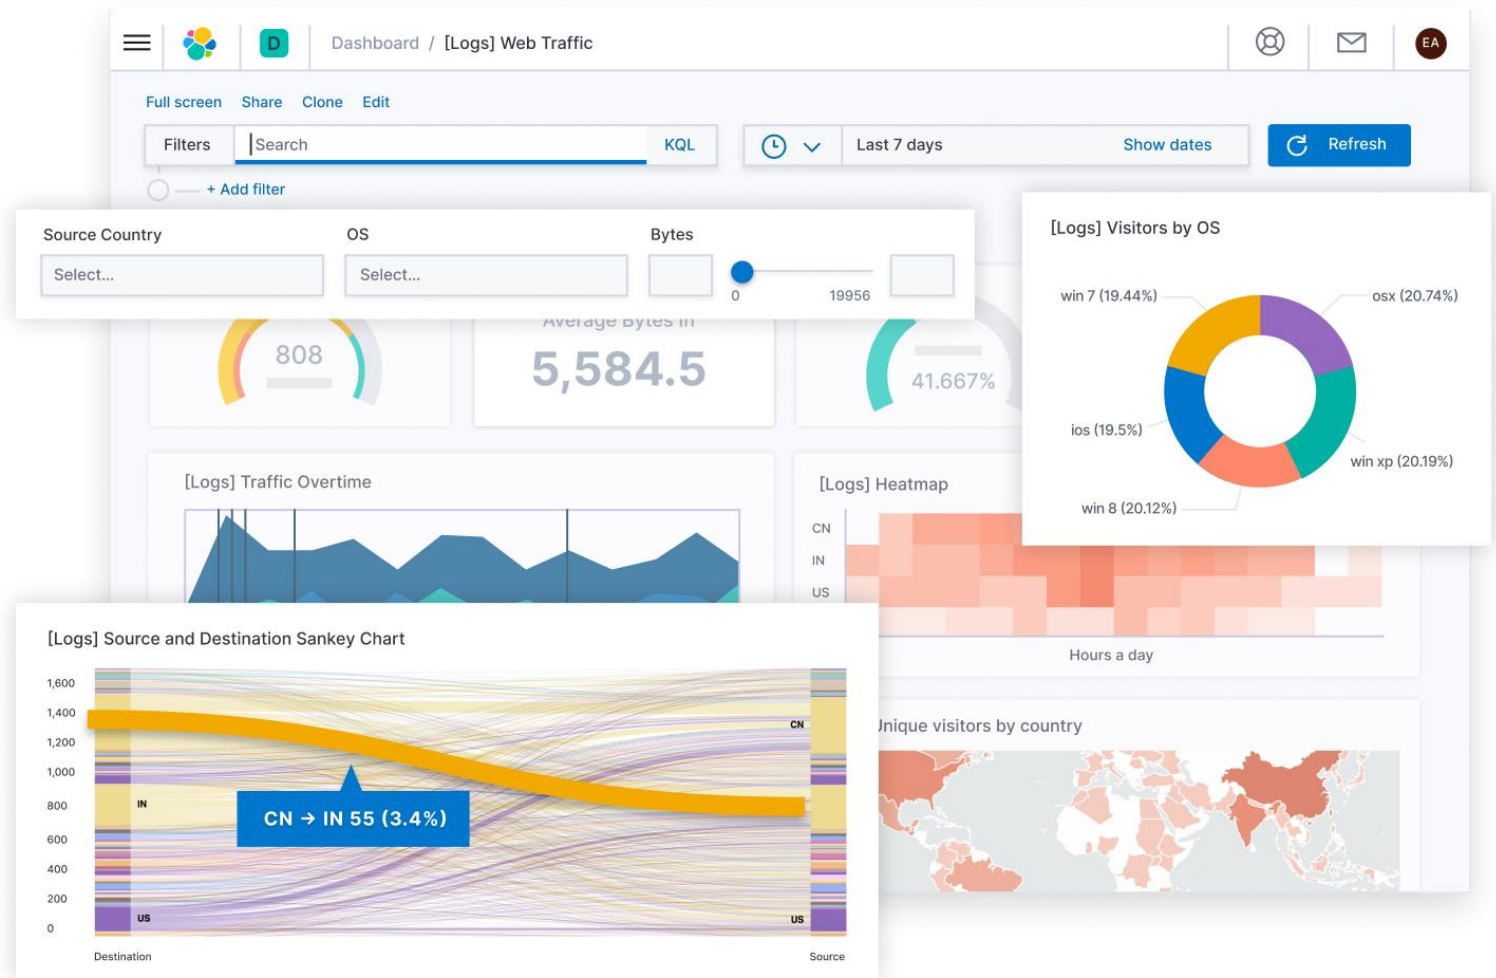 D
Dashboard / [Logs] Web Traffic
EA
Full screen Share Clone Edit
Filters Search KQL
Last 7 days Show dates
Refresh
+ Add filter
Source Country OS Bytes
Select... Select...
0 19956
808
Average Bytes In
5,584.5
41.667%
[Logs] Visitors by OS
win 7 (19.44%) osx (20.74%)
ios (19.5%)
win xp (20.19%)
win 8 (20.12%)
[Logs] Traffic Overtime
[Logs] Heatmap
CN
IN
US
Hours a day
[Logs] Source and Destination Sankey Chart
1,600
1,400
1,200
1,000
800
600
400
200
0
CN
IN
CN → IN 55 (3.4%)
US
US
Destination Source
Unique visitors by country